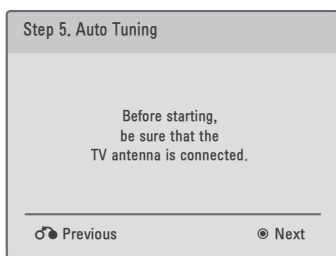 Step 5. Auto Tuning
Before starting,
be sure that the
TV antenna is connected.
Previous
Next